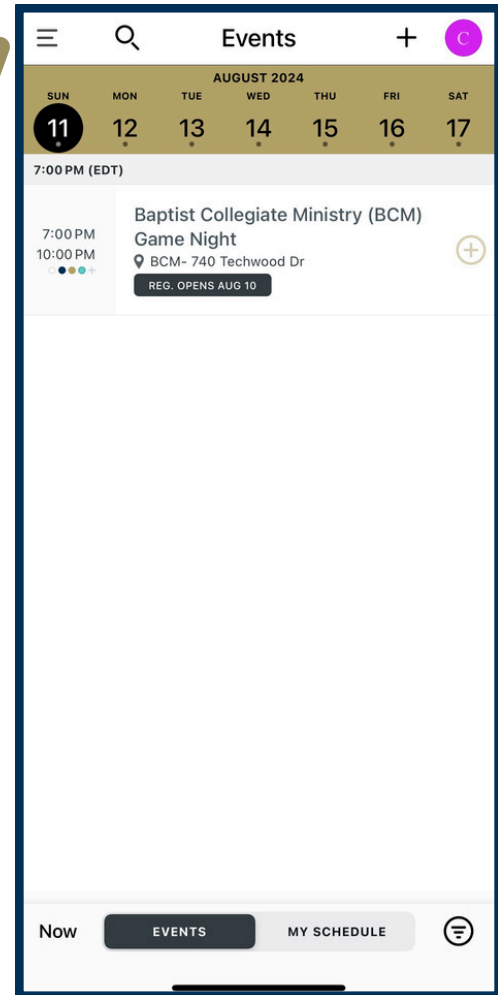 Events
C
AUGUST 2024
SUN MON TUE WED THU FRI SAT
11 12 13 14 15 16 17
7:00 PM (EDT)
7:00 PM
10:00 PM
Baptist Collegiate Ministry (BCM)
Game Night
BCM- 740 Techwood Dr
REG. OPENS AUG 10
Now EVENTS MY SCHEDULE